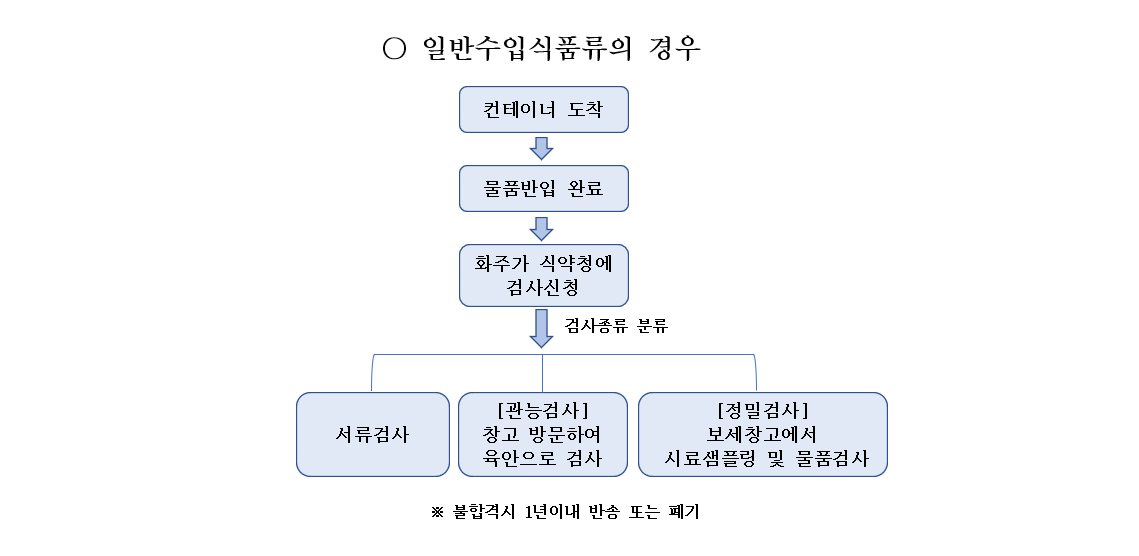 ○ 일반수입식품류의 경우
컨테이너 도착
물품반입 완료
화주가 식약청에
검사신청
검사종류 분류
서류검사
[관능검사]
창고 방문하여
육안으로 검사
[정밀검사]
보세창고에서
시료샘플링 및 물품검사
※ 불합격시 1년이내 반송 또는 폐기